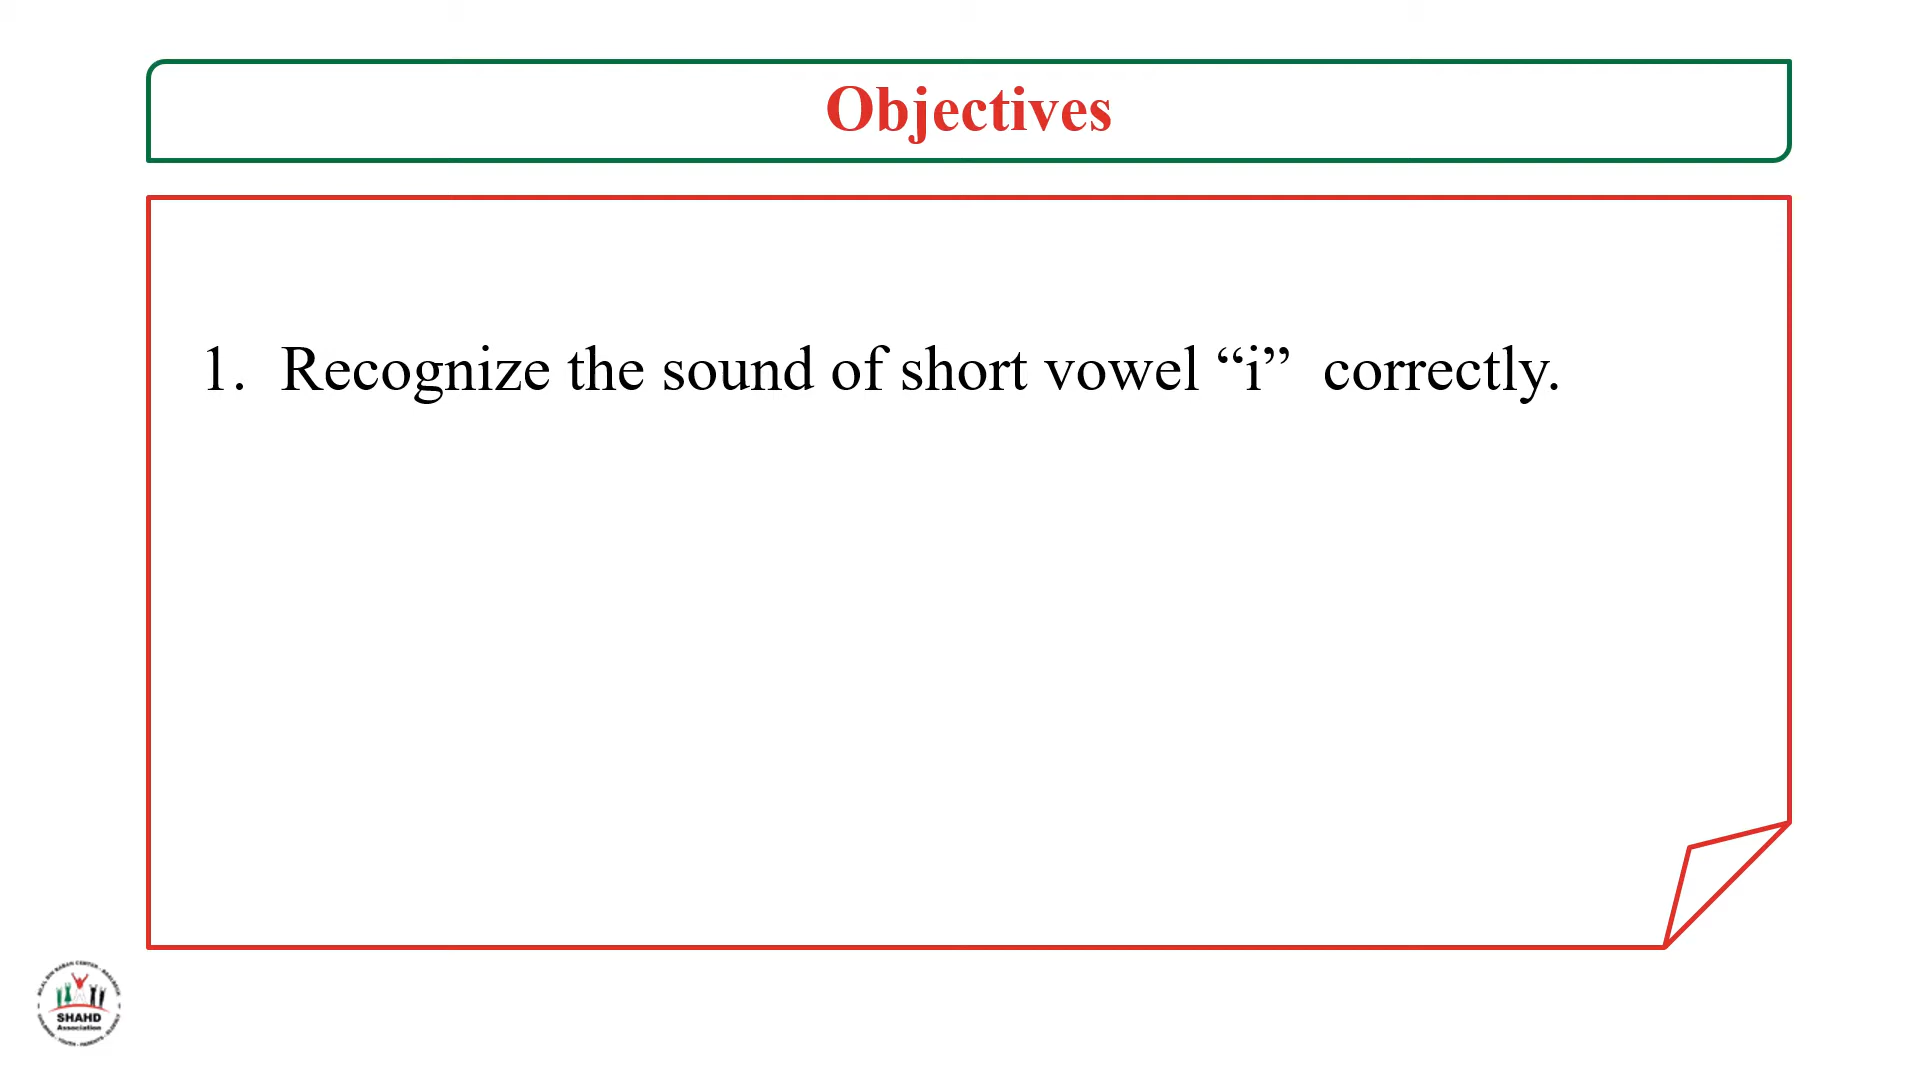 Objectives
1. Recognize the sound of short vowel “i”  correctly.
SHAHD
Association